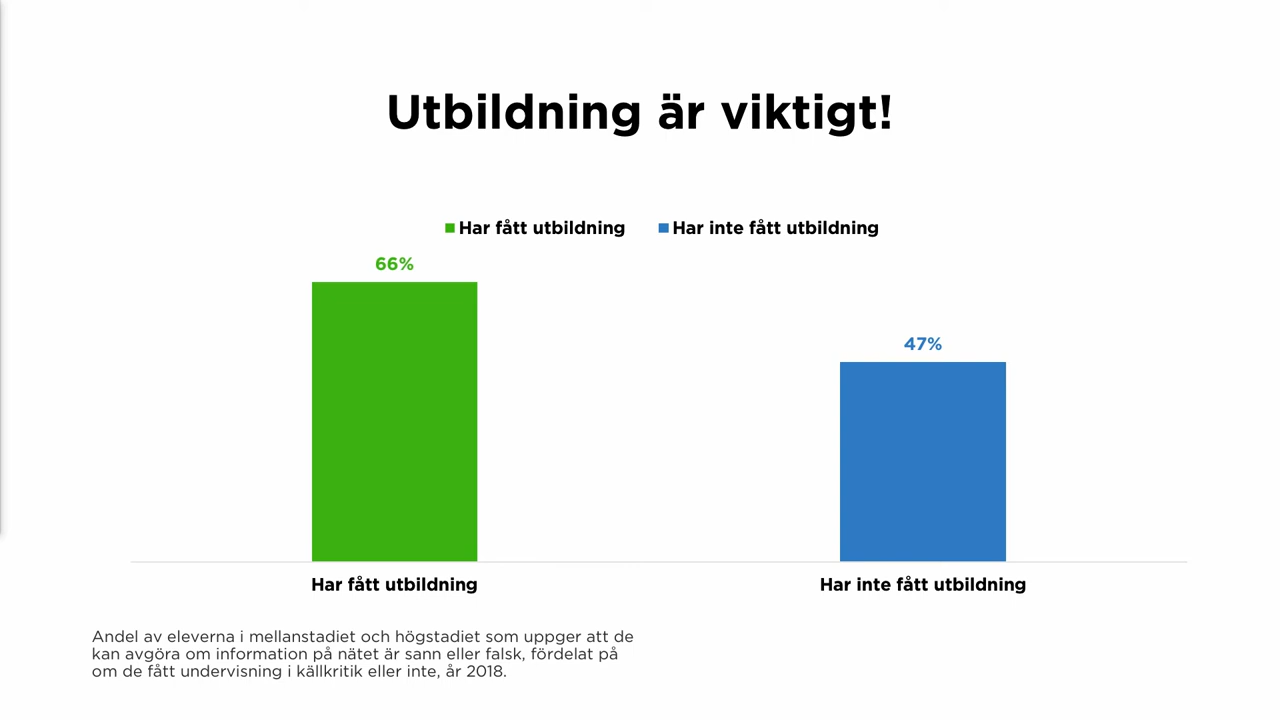 Utbildning är viktigt!
Har fått utbildning
Har inte fått utbildning
66%
47%
Har fått utbildning
Har inte fått utbildning
Andel av eleverna i mellanstadiet och högstadiet som uppger att de
kan avgöra om information på nätet är sann eller falsk, fördelat på
om de fått undervisning i källkritik eller inte, år 2018.